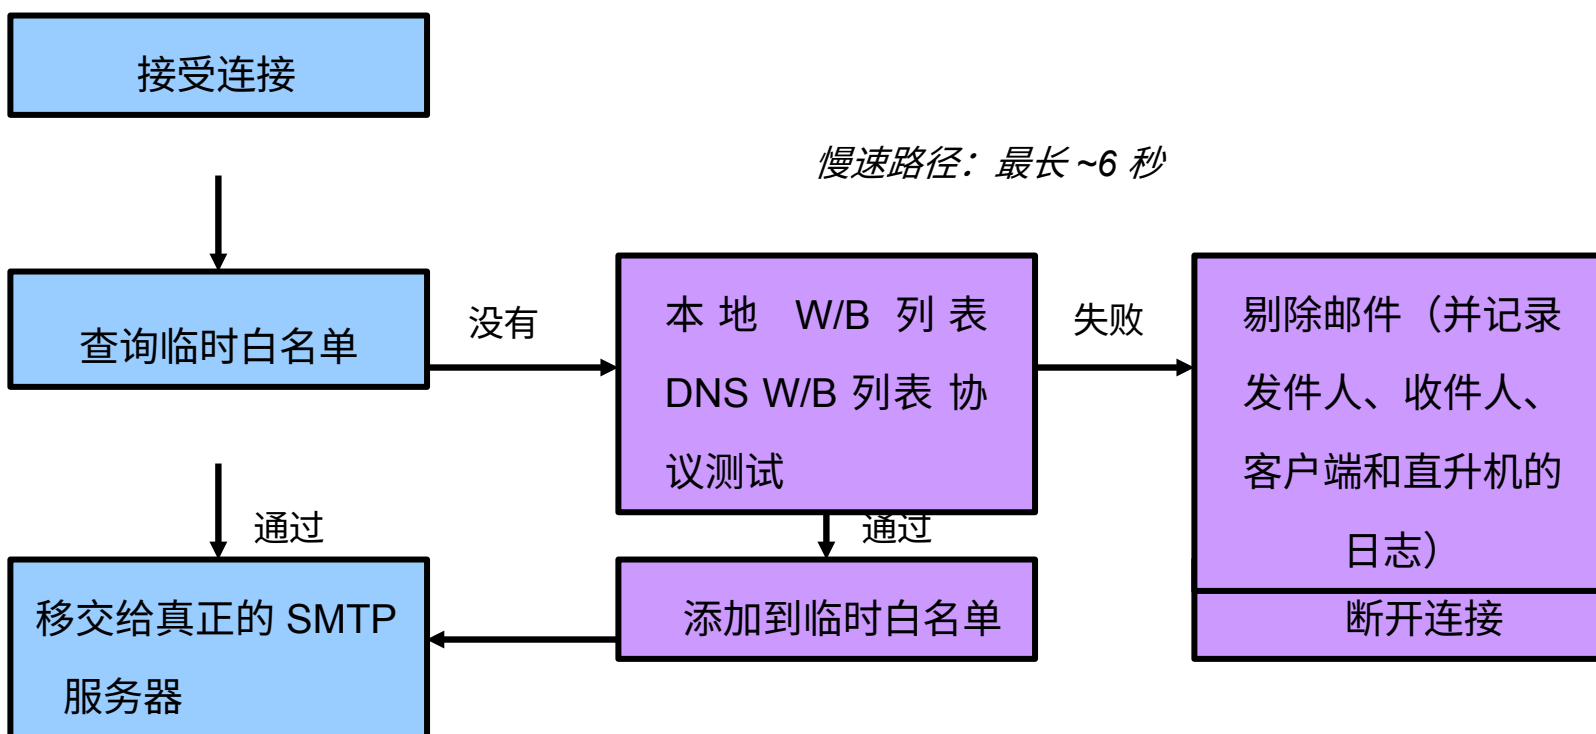 接受连接
慢速路径：最长 ~6 秒
查询临时白名单
没有
本地 W/B 列表
DNS W/B 列表 协
议测试
失败
剔除邮件（并记录
发件人、收件人、
客户端和直升机的
日志）
通过
通过
移交给真正的 SMTP
服务器
添加到临时白名单
断开连接